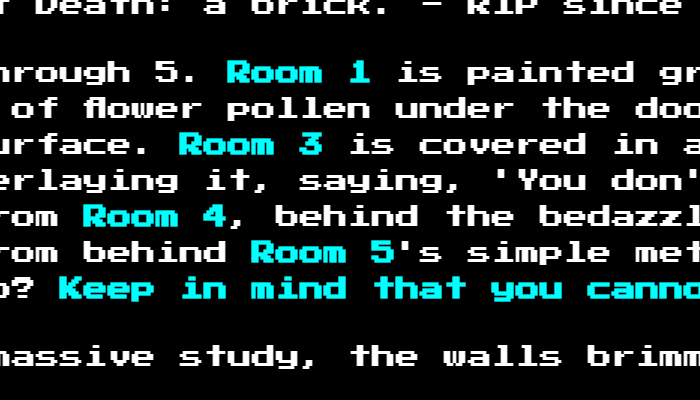 Death: a brick. - RIP since
hrough 5. Room 1 is painted gr
of flower pollen under the doo
urface. Room 3 is covered in a
erlaying it, saying, 'You don'
rom Room 4, behind the bedazzl
rom behind Room 5's simple met
o? Keep in mind that you canno
massive study, the walls brimm